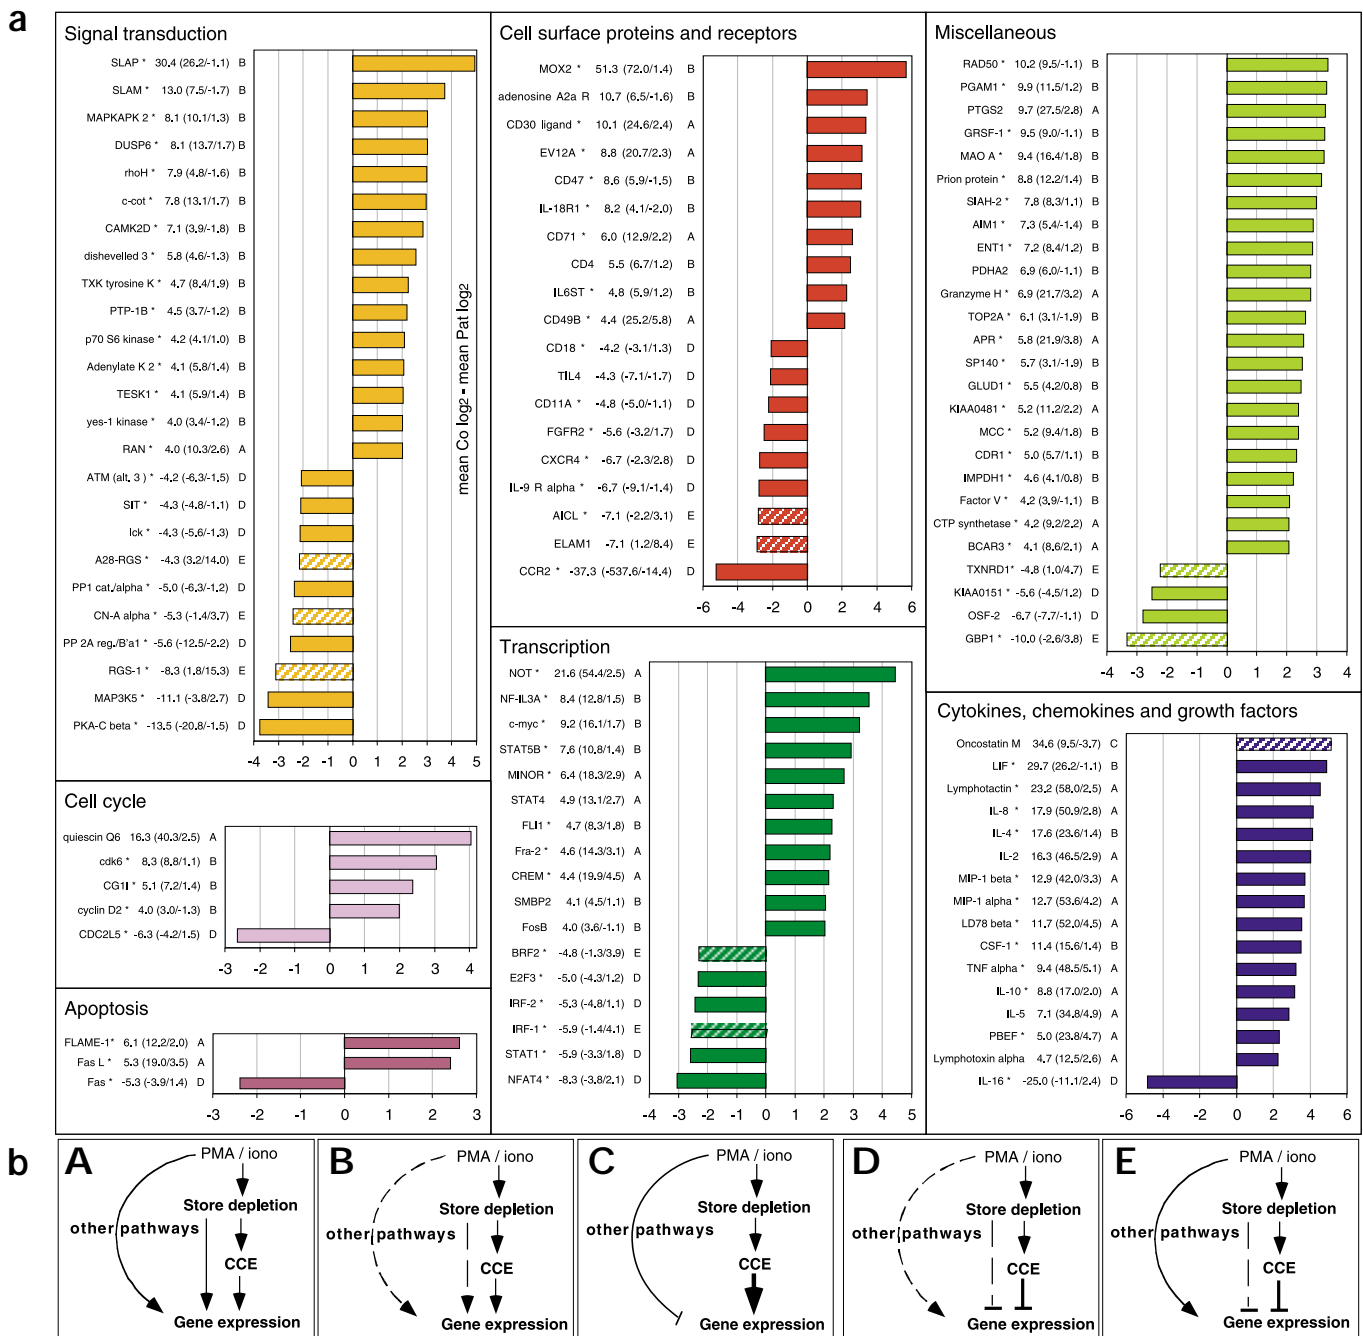 a
Signal transduction
SLAP * 30.4 (26.2/-1.1) B
SLAM * 13.0 (7.5/-1.7) B
MAPKAPK 2 * 8.1 (10.1/1.3) B
DUSP6 * 8.1 (13.7/1.7) B
rhoH * 7.9 (4.8/-1.6) B
c-cot * 7.8 (13.1/1.7) B
CAMK2D * 7.1 (3.9/-1.8) B
dishevelled 3 * 5.8 (4.6/-1.3) B
TXK tyrosine K * 4.7 (8.4/1.9) B
PTP-1B * 4.5 (3.7/-1.2) B
p70 S6 kinase * 4.2 (4.1/1.0) B
Adenylate K 2 * 4.1 (5.8/1.4) B
TESK1 * 4.1 (5.9/1.4) B
yes-1 kinase * 4.0 (3.4/-1.2) B
RAN * 4.0 (10.3/2.6) A
ATM (alt. 3 ) * -4.2 (-6.3/-1.5) D
SIT * -4.3 (-4.8/-1.1) D
lck * -4.3 (-5.6/-1.3) D
A28-RGS * -4.3 (3.2/14.0) E
PP1 cat./alpha * -5.0 (-6.3/-1.2) D
CN-A alpha * -5.3 (-1.4/3.7) E
PP 2A reg./B'a1 * -5.6 (-12.5/-2.2) D
RGS-1 * -8.3 (1.8/15.3) E
MAP3K5 * -11.1 (-3.8/2.7) D
PKA-C beta * -13.5 (-20.8/-1.5) D
-4 -3 -2 -1 0 1 2 3 4 5
mean Co log2 - mean Pat log2
Cell cycle
quiescin Q6 16.3 (40.3/2.5) A
cdk6 * 8.3 (8.8/1.1) B
CG1I * 5.1 (7.2/1.4) B
cyclin D2 * 4.0 (3.0/-1.3) B
CDC2L5 * -6.3 (-4.2/1.5) D
-3 -2 -1 0 1 2 3 4
Apoptosis
FLAME-1* 6.1 (12.2/2.0) A
Fas L * 5.3 (19.0/3.5) A
Fas * -5.3 (-3.9/1.4) D
-3 -2 -1 0 1 2 3
Cell surface proteins and receptors
MOX2 * 51.3 (72.0/1.4) B
adenosine A2a R 10.7 (6.5/-1.6) B
CD30 ligand * 10.1 (24.6/2.4) A
EV12A * 8.8 (20.7/2.3) A
CD47 * 8.6 (5.9/-1.5) B
IL-18R1 * 8.2 (4.1/-2.0) B
CD71 * 6.0 (12.9/2.2) A
CD4 5.5 (6.7/1.2) B
IL6ST * 4.8 (5.9/1.2) B
CD49B * 4.4 (25.2/5.8) A
CD18 * -4.2 (-3.1/1.3) D
TIL4 -4.3 (-7.1/-1.7) D
CD11A * -4.8 (-5.0/-1.1) D
FGFR2 * -5.6 (-3.2/1.7) D
CXCR4 * -6.7 (-2.3/2.8) D
IL-9 R alpha * -6.7 (-9.1/-1.4) D
AICL * -7.1 (-2.2/3.1) E
ELAM1 -7.1 (1.2/8.4) E
CCR2 * -37.3 (-537.6/-14.4) D
-6 -4 -2 0 2 4 6
Transcription
NOT * 21.6 (54.4/2.5) A
NF-IL3A * 8.4 (12.8/1.5) B
c-myc * 9.2 (16.1/1.7) B
STAT5B * 7.6 (10.8/1.4) B
MINOR * 6.4 (18.3/2.9) A
STAT4 4.9 (13.1/2.7) A
FLI1 * 4.7 (8.3/1.8) B
Fra-2 * 4.6 (14.3/3.1) A
CREM * 4.4 (19.9/4.5) A
SMBP2 4.1 (4.5/1.1) B
FosB 4.0 (3.6/-1.1) B
BRF2 * -4.8 (-1.3/3.9) E
E2F3 * -5.0 (-4.3/1.2) D
IRF-2 * -5.3 (-4.8/1.1) D
IRF-1 * -5.9 (-1.4/4.1) E
STAT1 * -5.9 (-3.3/1.8) D
NFAT4 * -8.3 (-3.8/2.1) D
-4 -3 -2 -1 0 1 2 3 4 5
Miscellaneous
RAD50 * 10.2 (9.5/-1.1) B
PGAM1 * 9.9 (11.5/1.2) B
PTGS2 9.7 (27.5/2.8) A
GRSF-1 * 9.5 (9.0/-1.1) B
MAO A * 9.4 (16.4/1.8) B
Prion protein * 8.8 (12.2/1.4) B
SIAH-2 * 7.8 (8.3/1.1) B
AIM1 * 7.3 (5.4/-1.4) B
ENT1 * 7.2 (8.4/1.2) B
PDHA2 6.9 (6.0/-1.1) B
Granzyme H * 6.9 (21.7/3.2) A
TOP2A * 6.1 (3.1/-1.9) B
APR * 5.8 (21.9/3.8) A
SP140 * 5.7 (3.1/-1.9) B
GLUD1 * 5.5 (4.2/0.8) B
KIAA0481 * 5.2 (11.2/2.2) A
MCC * 5.2 (9.4/1.8) B
CDR1 * 5.0 (5.7/1.1) B
IMPDH1 * 4.6 (4.1/0.8) B
Factor V * 4.2 (3.9/-1.1) B
CTP synthetase * 4.2 (9.2/2.2) A
BCAR3 * 4.1 (8.6/2.1) A
TXNRD1* -4.8 (1.0/4.7) E
KIAA0151 * -5.6 (-4.5/1.2) D
OSF-2 -6.7 (-7.7/-1.1) D
GBP1 * -10.0 (-2.6/3.8) E
-4 -3 -2 -1 0 1 2 3 4
Cytokines, chemokines and growth factors
Oncostatin M 34.6 (9.5/-3.7) C
LIF * 29.7 (26.2/-1.1) B
Lymphotactin * 23.2 (58.0/2.5) A
IL-8 * 17.9 (50.9/2.8) A
IL-4 * 17.6 (23.6/1.4) B
IL-2 16.3 (46.5/2.9) A
MIP-1 beta * 12.9 (42.0/3.3) A
MIP-1 alpha * 12.7 (53.6/4.2) A
LD78 beta * 11.7 (52.0/4.5) A
CSF-1 * 11.4 (15.6/1.4) B
TNF alpha * 9.4 (48.5/5.1) A
IL-10 * 8.8 (17.0/2.0) A
IL-5 7.1 (34.8/4.9) A
PBEF * 5.0 (23.8/4.7) A
Lymphotoxin alpha 4.7 (12.5/2.6) A
IL-16 * -25.0 (-11.1/2.4) D
-6 -4 -2 0 2 4 6
b
A
PMA / iono
Store depletion
other pathways
CCE
Gene expression
B
PMA / iono
Store depletion
other pathways
CCE
Gene expression
C
PMA / iono
Store depletion
other pathways
CCE
Gene expression
D
PMA / iono
Store depletion
other pathways
CCE
Gene expression
E
PMA / iono
Store depletion
other pathways
CCE
Gene expression